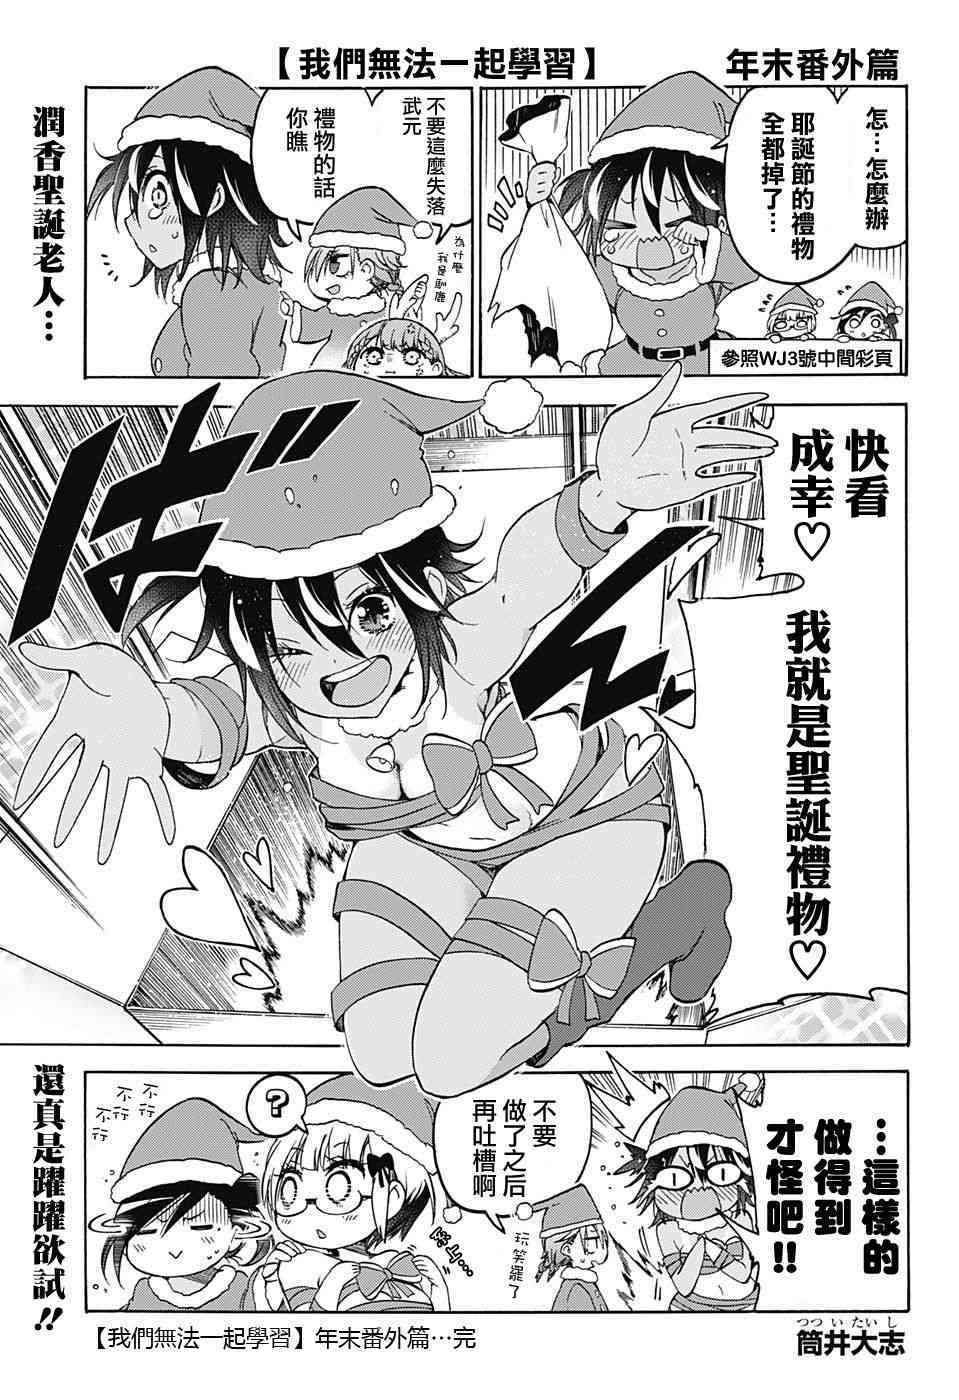 【我們無法一起學習】
年末番外篇
怎…怎麼辦
耶誕節的禮物
全都掉了…
參照WJ3號中間彩頁
不要這麼失落
武元
禮物的話
你瞧
為什麼
我是馴鹿
潤香聖誕老人…
快看
成幸♡
我就是聖誕禮物♡
ば〜ん
…這樣的
做得到
才怪吧!!
不要
做了之后
再吐槽啊
玩笑罷了
?
不行
不行
不行
還真是躍躍欲試!!
【我們無法一起學習】年末番外篇…完
つつ い たい し
筒井大志